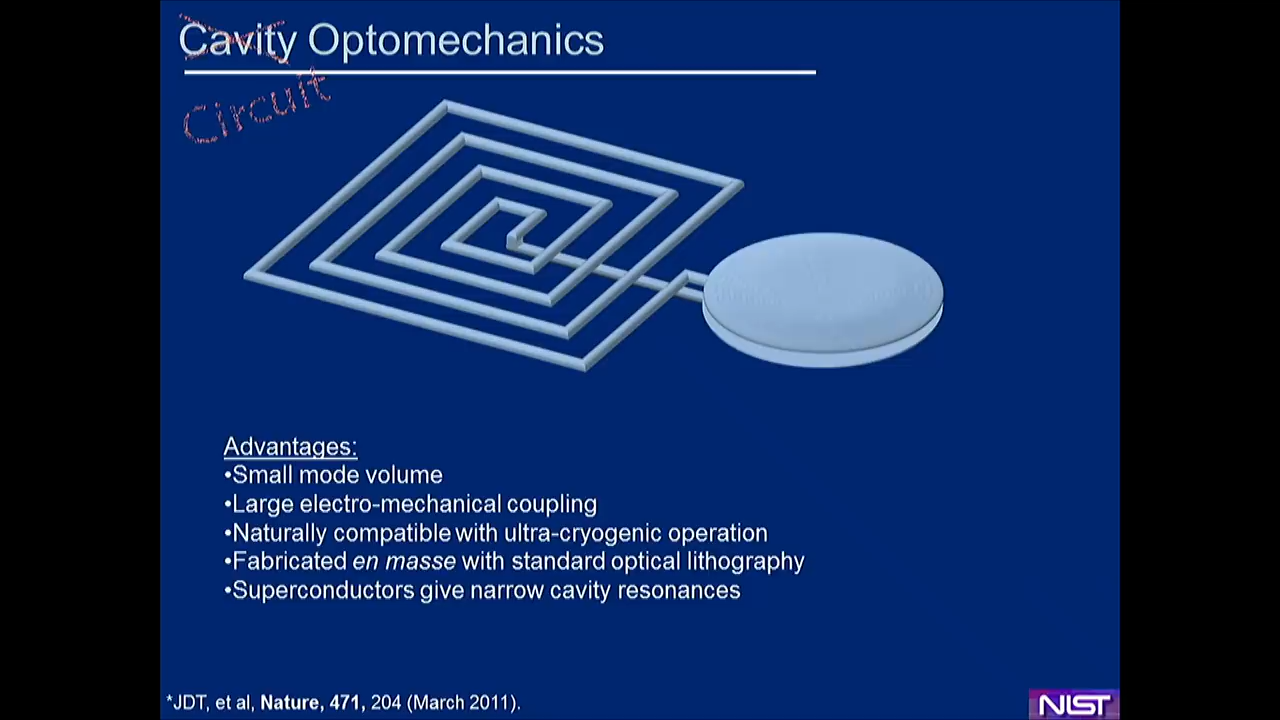 Cavity Optomechanics
Circuit
Advantages:
•Small mode volume
•Large electro-mechanical coupling
•Naturally compatible with ultra-cryogenic operation
•Fabricated en masse with standard optical lithography
•Superconductors give narrow cavity resonances
*JDT, et al, Nature, 471, 204 (March 2011).
NIST